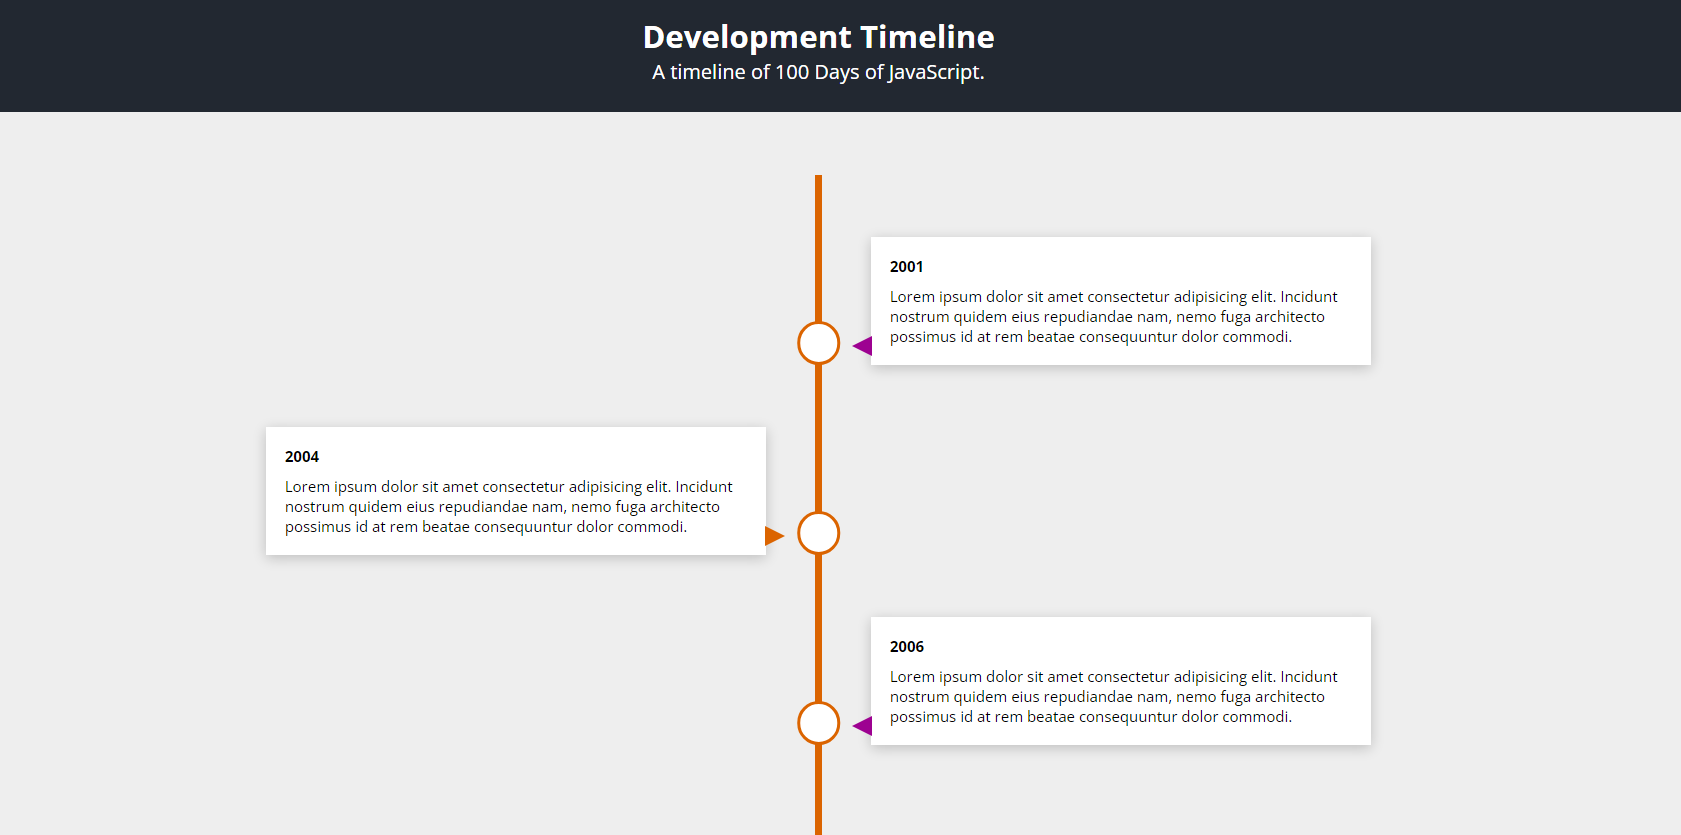 Development Timeline
A timeline of 100 Days of JavaScript.
2001
Lorem ipsum dolor sit amet consectetur adipisicing elit. Incidunt
nostrum quidem eius repudiandae nam, nemo fuga architecto
possimus id at rem beatae consequuntur dolor commodi.
2004
Lorem ipsum dolor sit amet consectetur adipisicing elit. Incidunt
nostrum quidem eius repudiandae nam, nemo fuga architecto
possimus id at rem beatae consequuntur dolor commodi.
2006
Lorem ipsum dolor sit amet consectetur adipisicing elit. Incidunt
nostrum quidem eius repudiandae nam, nemo fuga architecto
possimus id at rem beatae consequuntur dolor commodi.